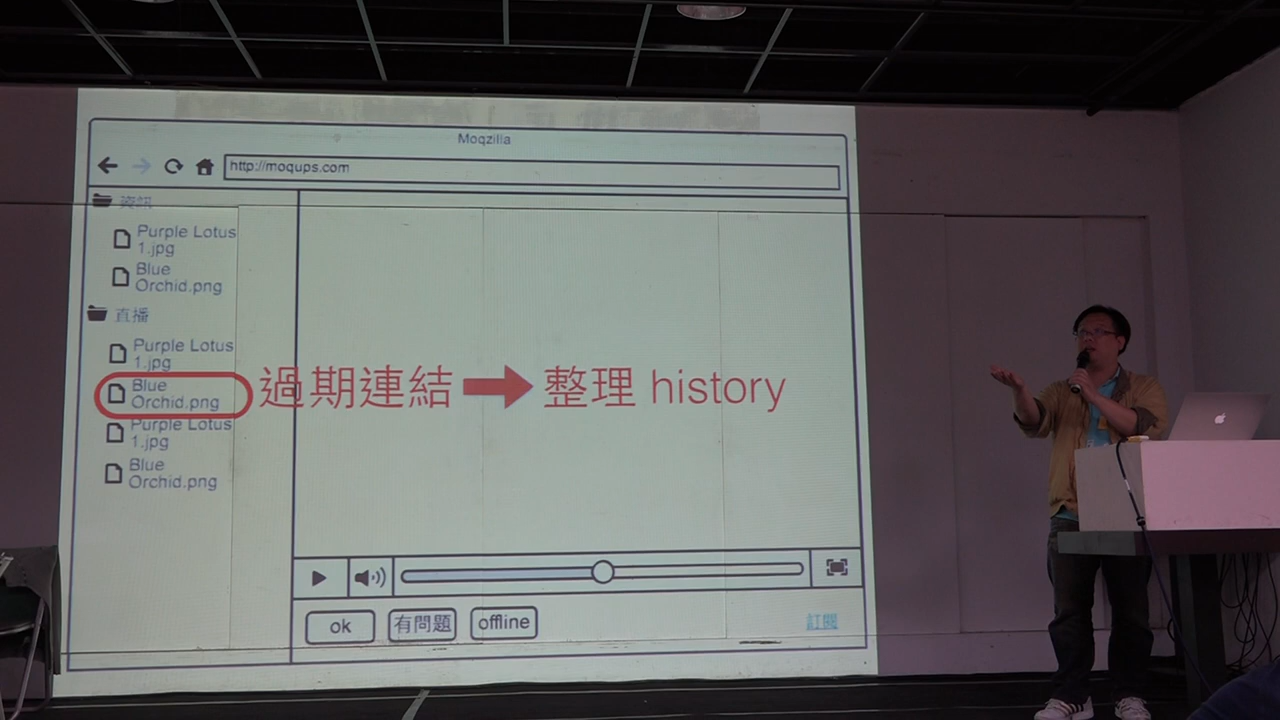 Moqzilla
http://moqups.com
資訊
Purple Lotus
1.jpg
Blue
Orchid.png
直播
Purple Lotus
1.jpg
Blue
Orchid.png
過期連結
整理 history
Purple Lotus
1.jpg
Blue
Orchid.png
ok
有問題
offline
訂閱